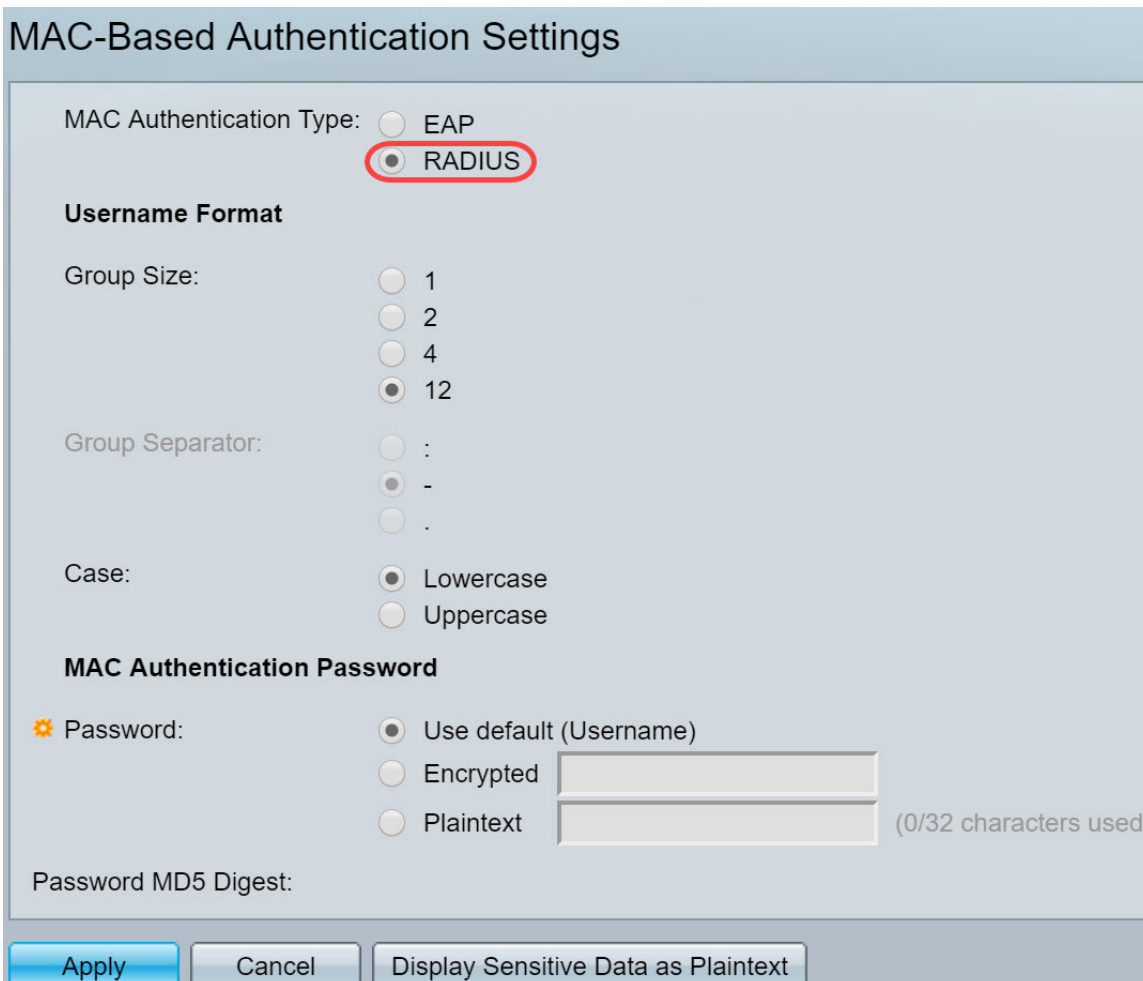 MAC-Based Authentication Settings
MAC Authentication Type: EAP
RADIUS
Username Format
Group Size: 1
2
4
12
Group Separator: :
-
.
Case: Lowercase
Uppercase
MAC Authentication Password
Password: Use default (Username)
Encrypted
Plaintext (0/32 characters used
Password MD5 Digest:
Apply Cancel Display Sensitive Data as Plaintext